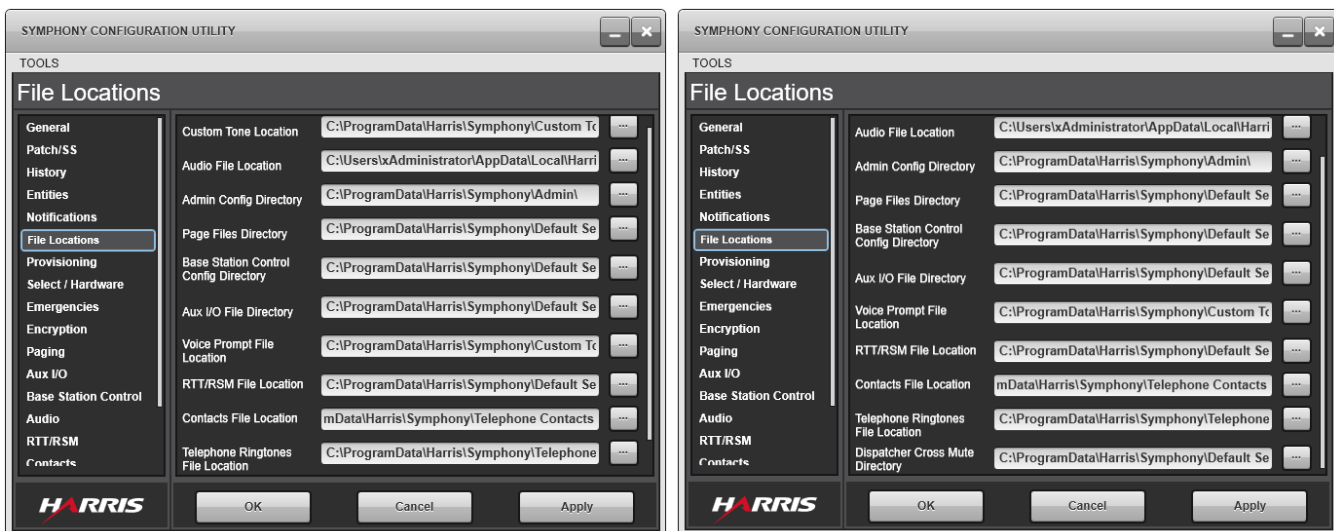 SYMPHONY CONFIGURATION UTILITY
TOOLS
File Locations
General
Patch/SS
History
Entities
Notifications
File Locations
Provisioning
Select / Hardware
Emergencies
Encryption
Paging
Aux I/O
Base Station Control
Audio
RTT/RSM
Contacts
Custom Tone Location C:\ProgramData\Harris\Symphony\Custom To ...
Audio File Location C:\Users\xAdministrator\AppData\Local\Harri ...
Admin Config Directory C:\ProgramData\Harris\Symphony\Admin\ ...
Page Files Directory C:\ProgramData\Harris\Symphony\Default Se ...
Base Station Control
Config Directory C:\ProgramData\Harris\Symphony\Default Se ...
Aux I/O File Directory C:\ProgramData\Harris\Symphony\Default Se ...
Voice Prompt File
Location C:\ProgramData\Harris\Symphony\Custom To ...
RTT/RSM File Location C:\ProgramData\Harris\Symphony\Default Se ...
Contacts File Location mData\Harris\Symphony\Telephone Contacts ...
Telephone Ringtones
File Location C:\ProgramData\Harris\Symphony\Telephone ...
HARRIS
OK Cancel Apply
SYMPHONY CONFIGURATION UTILITY
TOOLS
File Locations
General
Patch/SS
History
Entities
Notifications
File Locations
Provisioning
Select / Hardware
Emergencies
Encryption
Paging
Aux I/O
Base Station Control
Audio
RTT/RSM
Contacts
Audio File Location C:\Users\xAdministrator\AppData\Local\Harri ...
Admin Config Directory C:\ProgramData\Harris\Symphony\Admin\ ...
Page Files Directory C:\ProgramData\Harris\Symphony\Default Se ...
Base Station Control
Config Directory C:\ProgramData\Harris\Symphony\Default Se ...
Aux I/O File Directory C:\ProgramData\Harris\Symphony\Default Se ...
Voice Prompt File
Location C:\ProgramData\Harris\Symphony\Custom To ...
RTT/RSM File Location C:\ProgramData\Harris\Symphony\Default Se ...
Contacts File Location mData\Harris\Symphony\Telephone Contacts ...
Telephone Ringtones
File Location C:\ProgramData\Harris\Symphony\Telephone ...
Dispatcher Cross Mute
Directory C:\ProgramData\Harris\Symphony\Default Se ...
HARRIS
OK Cancel Apply